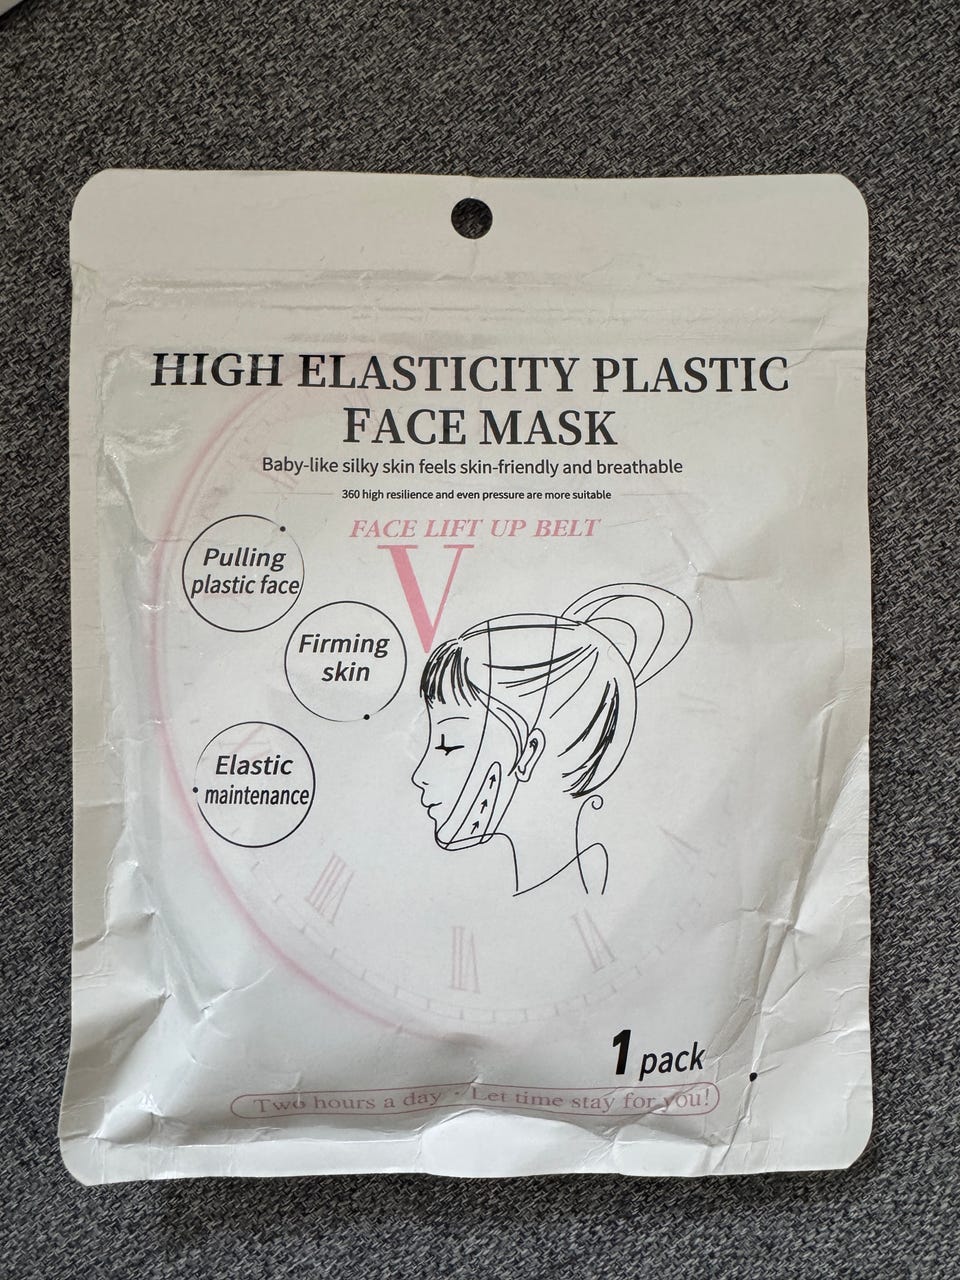 HIGH ELASTICITY PLASTIC
FACE MASK
Baby-like silky skin feels skin-friendly and breathable
360 high resilience and even pressure are more suitable
FACE LIFT UP BELT
V
Pulling
plastic face
Firming
skin
Elastic
maintenance
1 pack
Two hours a day · Let time stay for you!